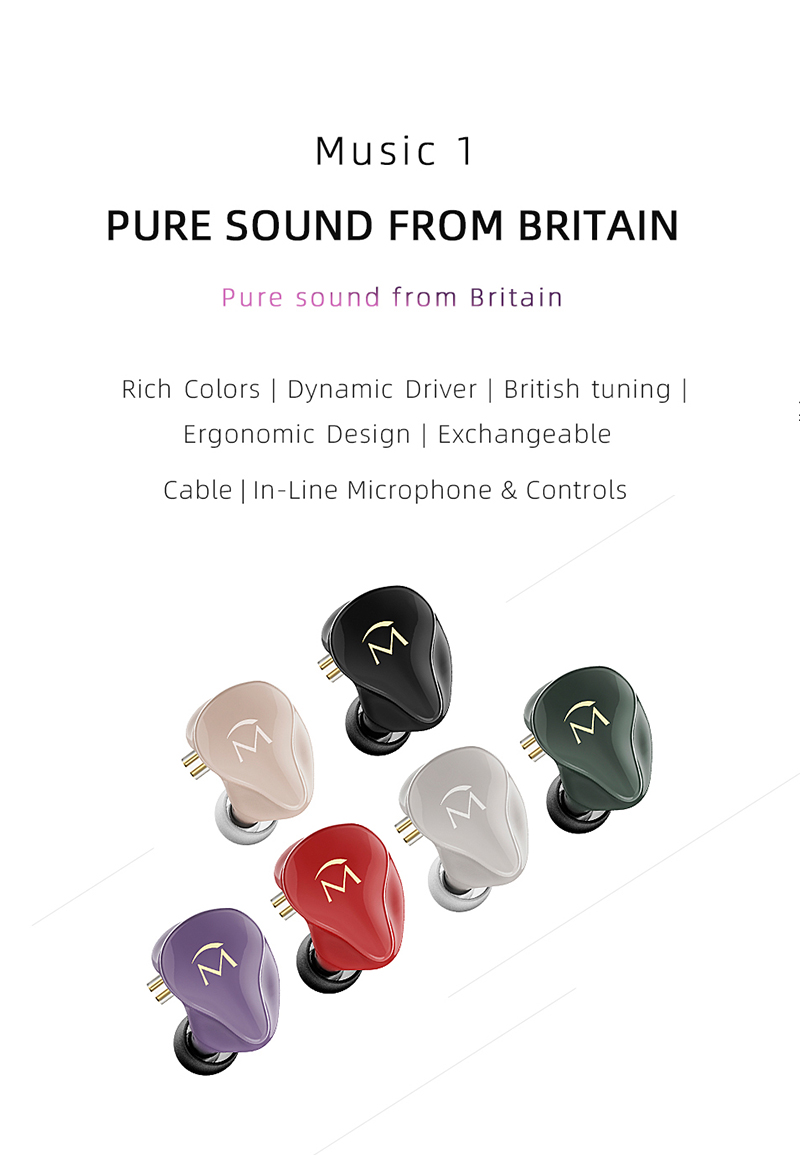 Music 1
PURE SOUND FROM BRITAIN
Pure sound from Britain
Rich Colors | Dynamic Driver | British tuning |
Ergonomic Design | Exchangeable
Cable | In-Line Microphone & Controls
M
M
M
M
M
M